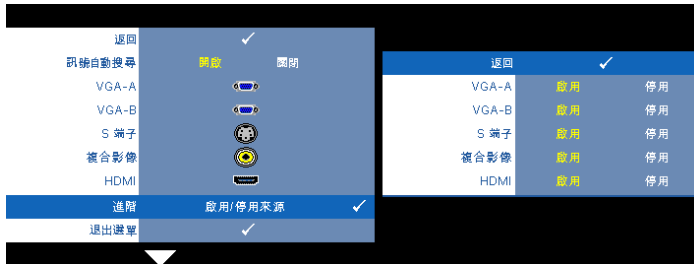 返回
訊號自動搜尋 開啟 關閉
VGA-A
VGA-B
S 端子
複合影像
HDMI
進階 啟用/停用來源
退出選單
返回
VGA-A 啟用 停用
VGA-B 啟用 停用
S 端子 啟用 停用
複合影像 啟用 停用
HDMI 啟用 停用